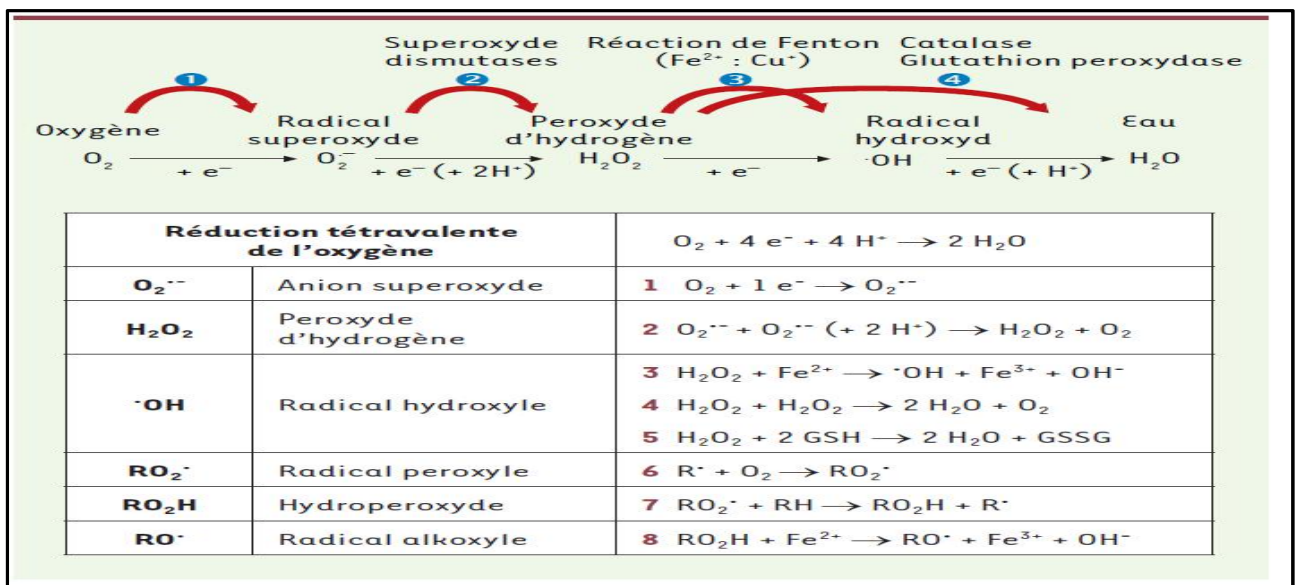 Superoxyde Réaction de Fenton Catalase
dismutases (Fe²⁺ : Cu⁺) Glutathion peroxydase
1 2 3 4
Oxygène Radical Peroxyde Radical Eau
superoxyde d'hydrogène hydroxyd
O₂ + e⁻ O₂•⁻ + e⁻ (+ 2H⁺) H₂O₂ + e⁻ •OH + e⁻ (+ H⁺) H₂O
Réduction tétravalente
de l'oxygène
O₂ + 4 e⁻ + 4 H⁺ → 2 H₂O
O₂•⁻ Anion superoxyde 1 O₂ + 1 e⁻ → O₂•⁻
H₂O₂ Peroxyde
d'hydrogène
2 O₂•⁻ + O₂•⁻ (+ 2 H⁺) → H₂O₂ + O₂
•OH Radical hydroxyle
3 H₂O₂ + Fe²⁺ → •OH + Fe³⁺ + OH⁻
4 H₂O₂ + H₂O₂ → 2 H₂O + O₂
5 H₂O₂ + 2 GSH → 2 H₂O + GSSG
RO₂• Radical peroxyle 6 R• + O₂ → RO₂•
RO₂H Hydroperoxyde 7 RO₂• + RH → RO₂H + R•
RO• Radical alkoxyle 8 RO₂H + Fe²⁺ → RO• + Fe³⁺ + OH⁻